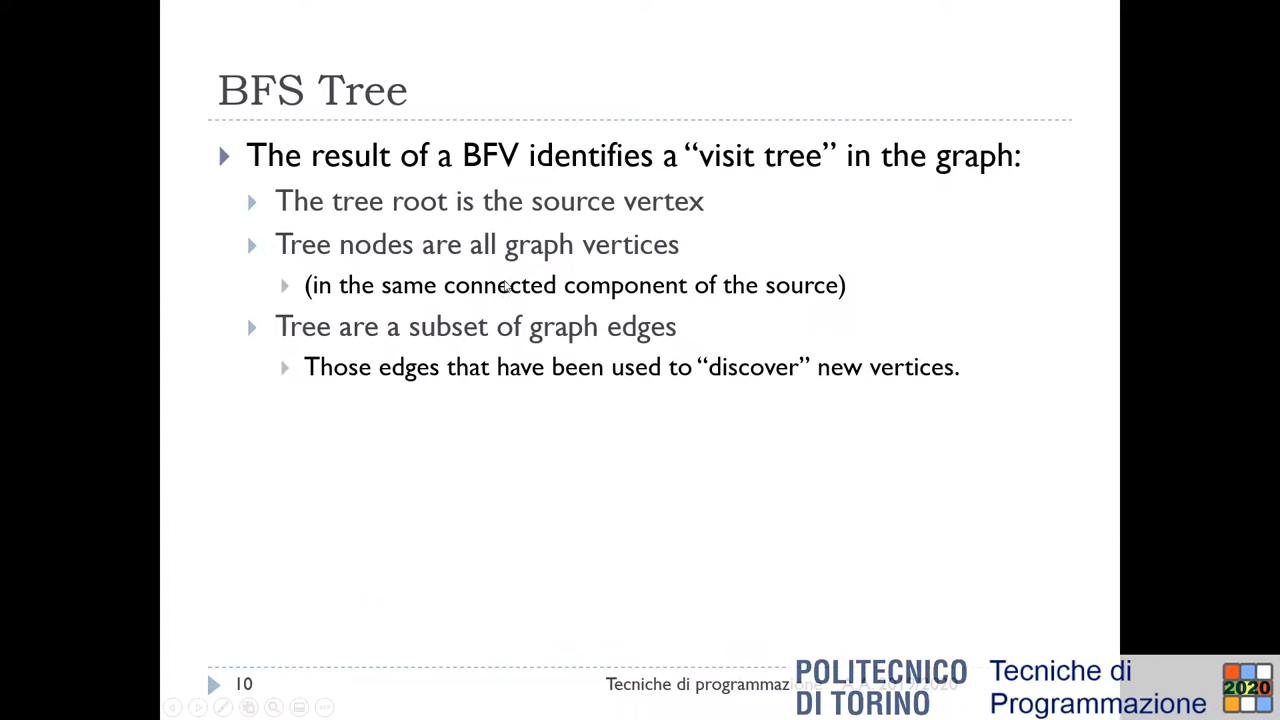 BFS Tree
The result of a BFV identifies a “visit tree” in the graph:
The tree root is the source vertex
Tree nodes are all graph vertices
(in the same connected component of the source)
Tree are a subset of graph edges
Those edges that have been used to “discover” new vertices.
10
Tecniche di programmazione A.A. 2019/2020
POLITECNICO
DI TORINO
Tecniche di
Programmazione
2020